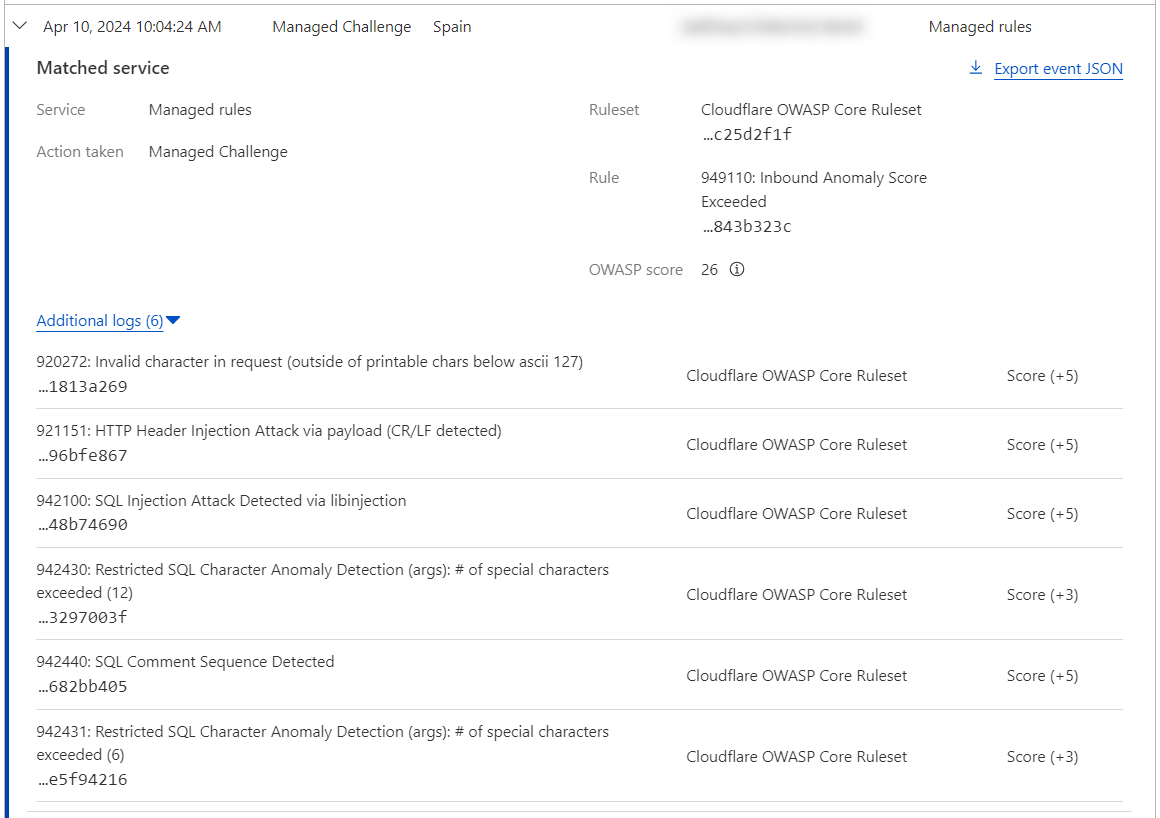 Apr 10, 2024 10:04:24 AM Managed Challenge Spain Managed rules
Matched service
Export event JSON
Service Managed rules
Ruleset Cloudflare OWASP Core Ruleset
...c25d2f1f
Action taken Managed Challenge
Rule 949110: Inbound Anomaly Score
Exceeded
...843b323c
OWASP score 26
Additional logs (6)
920272: Invalid character in request (outside of printable chars below ascii 127)
...1813a269
Cloudflare OWASP Core Ruleset Score (+5)
921151: HTTP Header Injection Attack via payload (CR/LF detected)
...96bfe867
Cloudflare OWASP Core Ruleset Score (+5)
942100: SQL Injection Attack Detected via libinjection
...48b74690
Cloudflare OWASP Core Ruleset Score (+5)
942430: Restricted SQL Character Anomaly Detection (args): # of special characters
exceeded (12)
...3297003f
Cloudflare OWASP Core Ruleset Score (+3)
942440: SQL Comment Sequence Detected
...682bb405
Cloudflare OWASP Core Ruleset Score (+5)
942431: Restricted SQL Character Anomaly Detection (args): # of special characters
exceeded (6)
...e5f94216
Cloudflare OWASP Core Ruleset Score (+3)